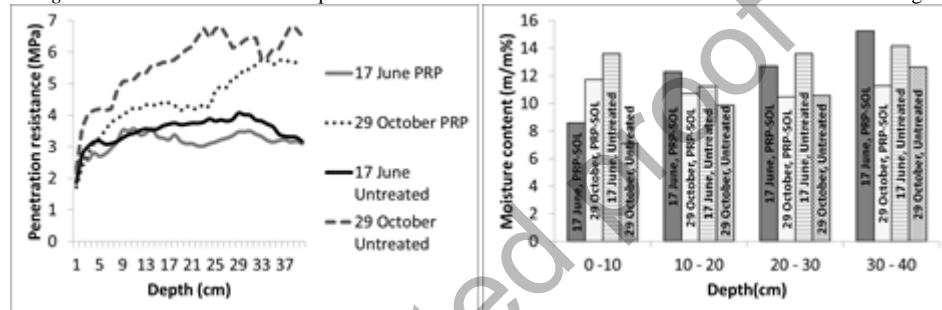 7
6
5
4
3
2
1
0
Penetration resistance (MPa)
1 5 9 13 17 21 25 29 33 37
Depth (cm)
17 June PRP
29 October PRP
17 June
Untreated
29 October
Untreated
16
14
12
10
8
6
4
2
0
Moisture content (m/m%)
17 June, PRP-SOL
29 October, PRP-SOL
17 June, Untreated
29 October, Untreated
17 June, PRP-SOL
29 October, PRP-SOL
17 June, Untreated
29 October, Untreated
17 June, PRP-SOL
29 October, PRP-SOL
17 June, Untreated
29 October, Untreated
17 June, PRP-SOL
29 October, PRP-SOL
17 June, Untreated
29 October, Untreated
0 -10 10 - 20 20 - 30 30 - 40
Depth(cm)